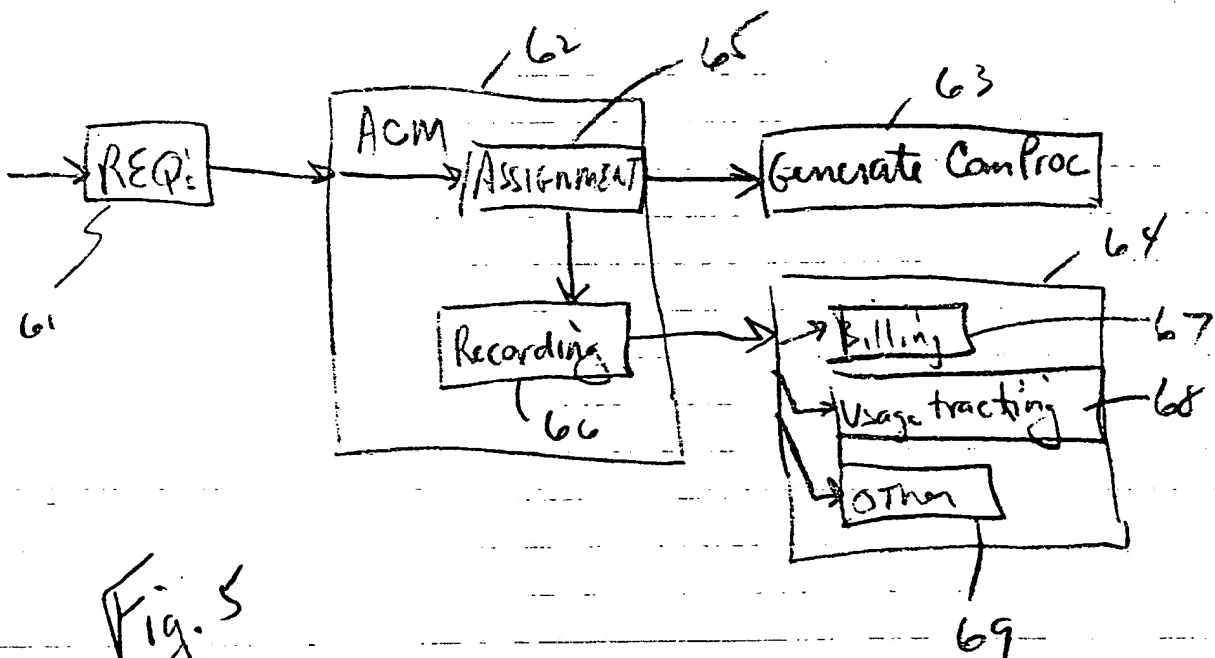 62
65
63
ACM
REQ:
ASSIGNMENT
Generate ComProc
64
61
Recording
Billing
67
66
Usage tracting
68
OTher
Fig. 5
69